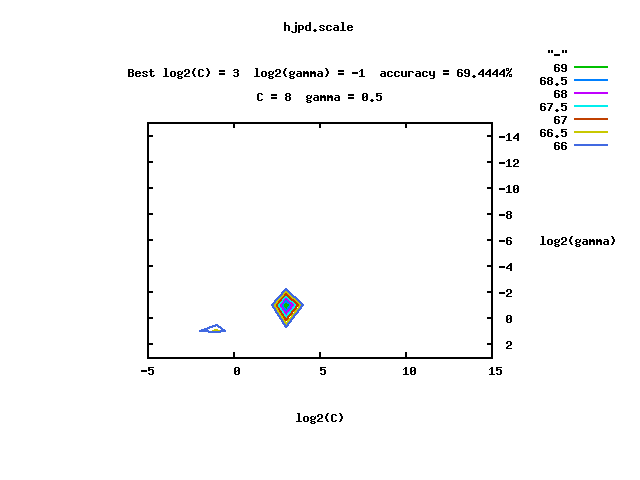 hjpd.scale
"-"
Best log2(C) = 3  log2(gamma) = -1  accuracy = 69.4444%
C = 8  gamma = 0.5
69
68.5
68
67.5
67
66.5
66
-14
-12
-10
-8
-6
log2(gamma)
-4
-2
0
2
-5 0 5 10 15
log2(C)